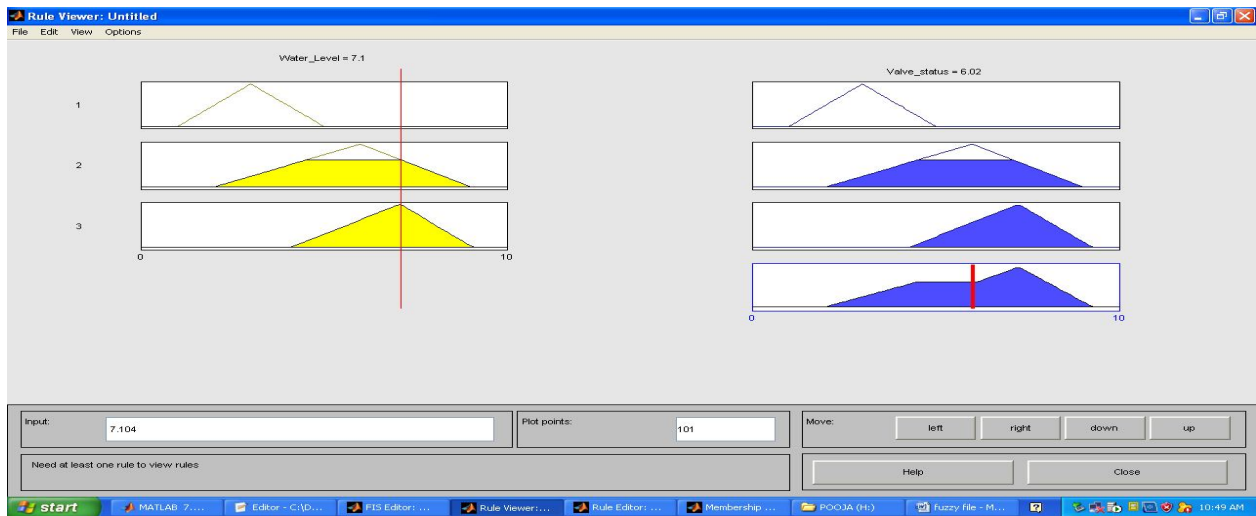 Rule Viewer: Untitled
File Edit View Options
Water_Level = 7.1
Valve_status = 6.02
1
2
3
0 10
0 10
Input: 7.104 Plot points: 101 Move: left right down up
Need at least one rule to view rules
Help Close
start MATLAB 7.... Editor - C:\D... FIS Editor: ... Rule Viewer:... Rule Editor: ... Membership ... POOJA (H:) fuzzy file - M... 10:49 AM